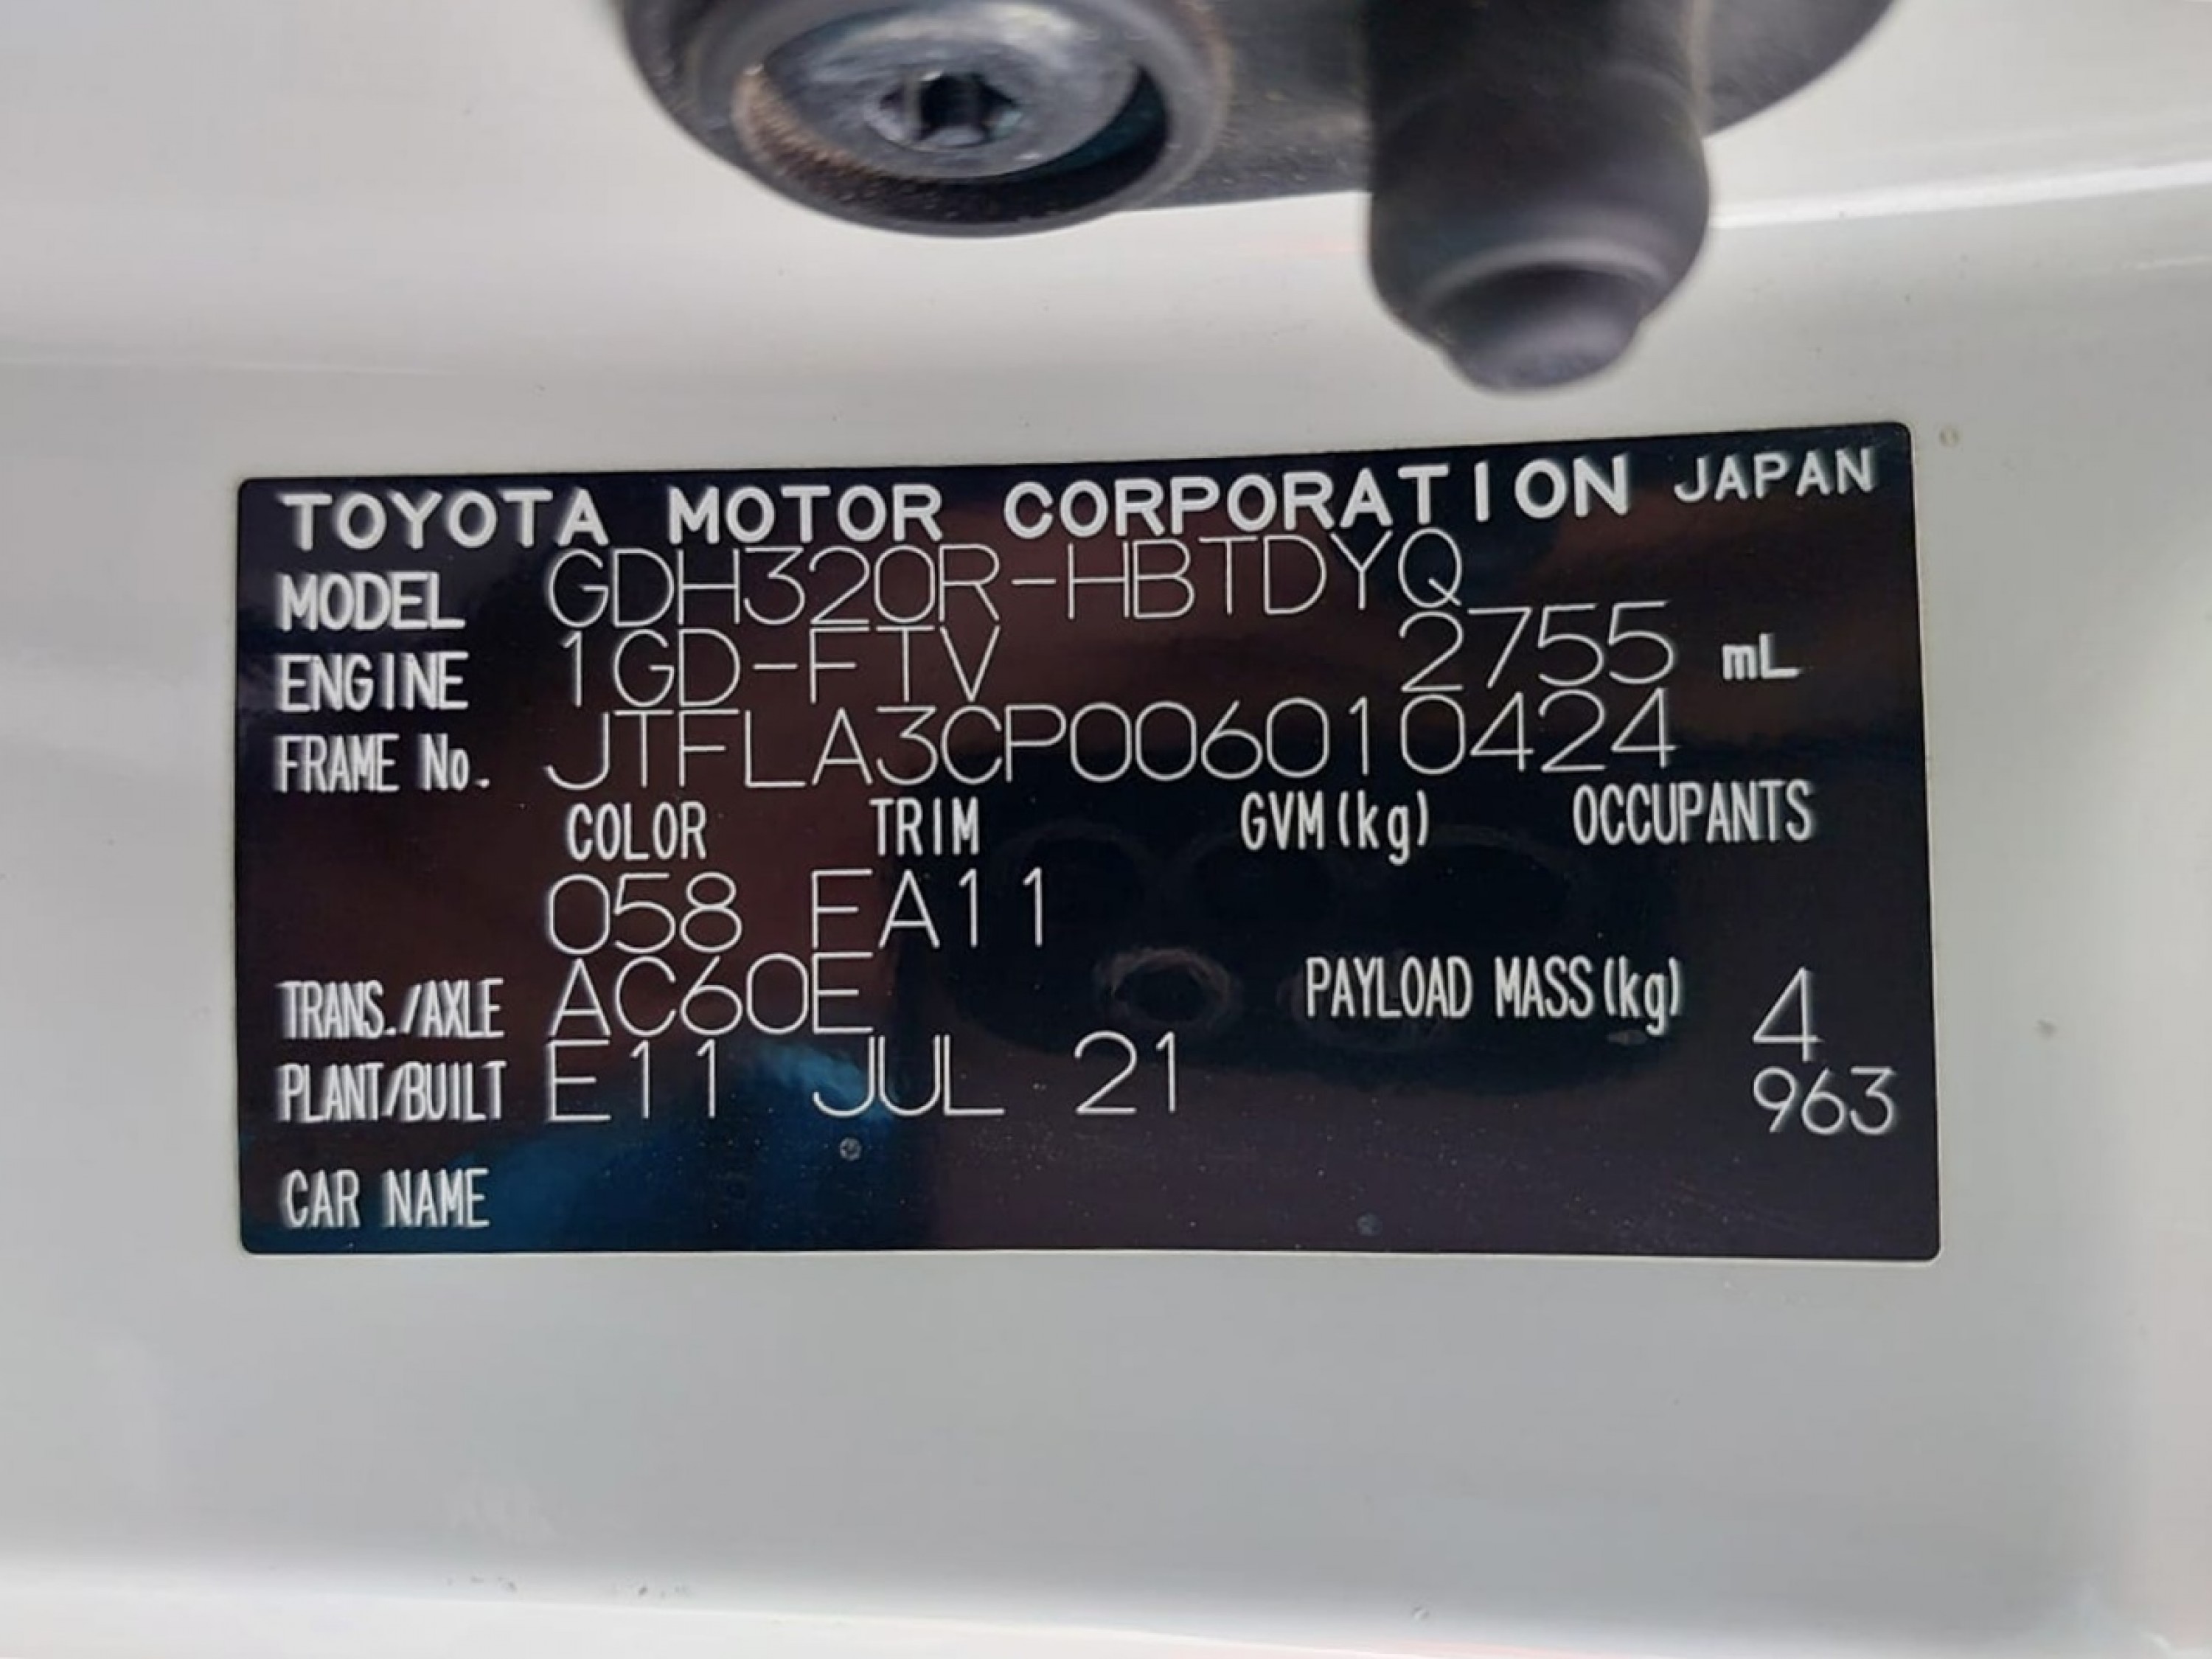 TOYOTA MOTOR CORPORATION JAPAN
MODEL GDH320R-HBTDYQ
ENGINE 1GD-FTV 2755 mL
FRAME No. JTFLA3CP006010424
COLOR TRIM GVM(kg) OCCUPANTS
058 FA11
TRANS./AXLE AC60E PAYLOAD MASS(kg) 4
PLANT/BUILT E11 JUL 21 963
CAR NAME